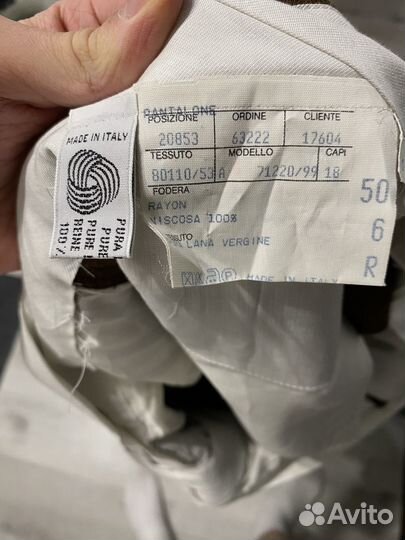 MADE IN ITALY
PURA
PURE
PURE
REINE
100%
PANTALONE
POSIZIONE ORDINE CLIENTE
20853 63222 17604
TESSUTO MODELLO CAPI
80110/53 A 71220/99 18
FODERA
RAYON
VISCOSA 100%
TESSUTO
LANA VERGINE
MADE IN ITALY
50
6
R
Avito